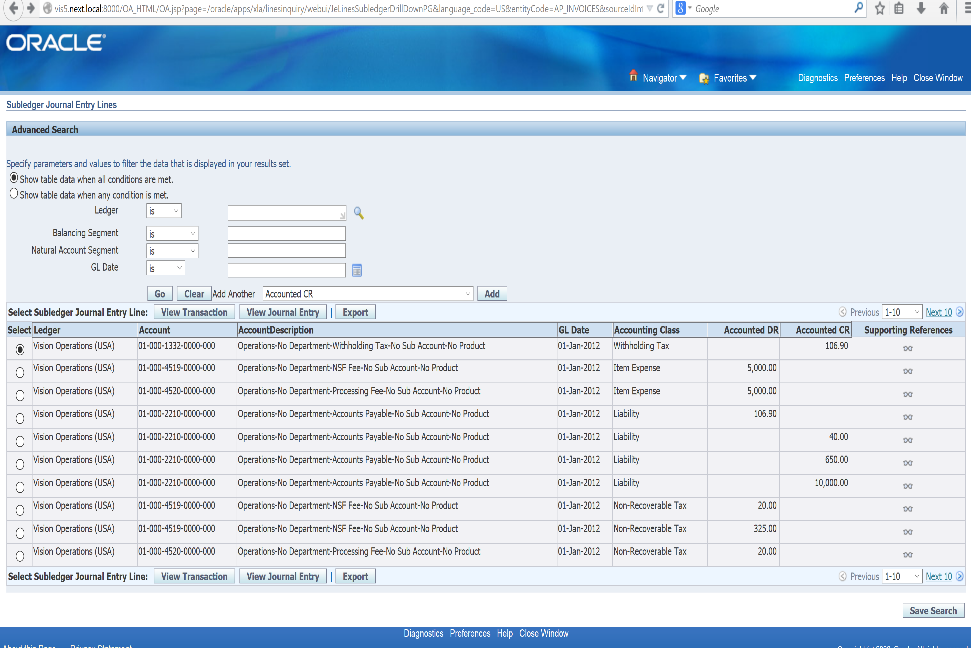 vis5.next.local:8000/OA_HTML/OA.jsp?page=/oracle/apps/xla/linesinquiry/webui/JeLinesSubledgerDrillDownPG&language_code=US&entityCode=AP_INVOICES&sourceIdInt
Google
ORACLE
Navigator Favorites Diagnostics Preferences Help Close Window
Subledger Journal Entry Lines
Advanced Search
Specify parameters and values to filter the data that is displayed in your results set.
Show table data when all conditions are met.
Show table data when any condition is met.
Ledger is
Balancing Segment is
Natural Account Segment is
GL Date is
Go Clear Add Another Accounted CR Add
Select Subledger Journal Entry Line: View Transaction View Journal Entry | Export Previous 1-10 Next 10
Select Ledger Account AccountDescription GL Date Accounting Class Accounted DR Accounted CR Supporting References
Vision Operations (USA) 01-000-1332-0000-000 Operations-No Department-Withholding Tax-No Sub Account-No Product 01-Jan-2012 Withholding Tax 106.90
Vision Operations (USA) 01-000-4519-0000-000 Operations-No Department-NSF Fee-No Sub Account-No Product 01-Jan-2012 Item Expense 5,000.00
Vision Operations (USA) 01-000-4520-0000-000 Operations-No Department-Processing Fee-No Sub Account-No Product 01-Jan-2012 Item Expense 5,000.00
Vision Operations (USA) 01-000-2210-0000-000 Operations-No Department-Accounts Payable-No Sub Account-No Product 01-Jan-2012 Liability 106.90
Vision Operations (USA) 01-000-2210-0000-000 Operations-No Department-Accounts Payable-No Sub Account-No Product 01-Jan-2012 Liability 40.00
Vision Operations (USA) 01-000-2210-0000-000 Operations-No Department-Accounts Payable-No Sub Account-No Product 01-Jan-2012 Liability 650.00
Vision Operations (USA) 01-000-2210-0000-000 Operations-No Department-Accounts Payable-No Sub Account-No Product 01-Jan-2012 Liability 10,000.00
Vision Operations (USA) 01-000-4519-0000-000 Operations-No Department-NSF Fee-No Sub Account-No Product 01-Jan-2012 Non-Recoverable Tax 20.00
Vision Operations (USA) 01-000-4519-0000-000 Operations-No Department-NSF Fee-No Sub Account-No Product 01-Jan-2012 Non-Recoverable Tax 325.00
Vision Operations (USA) 01-000-4520-0000-000 Operations-No Department-Processing Fee-No Sub Account-No Product 01-Jan-2012 Non-Recoverable Tax 20.00
Select Subledger Journal Entry Line: View Transaction View Journal Entry | Export Previous 1-10 Next 10
Save Search
Diagnostics Preferences Help Close Window
About this Page Privacy Statement